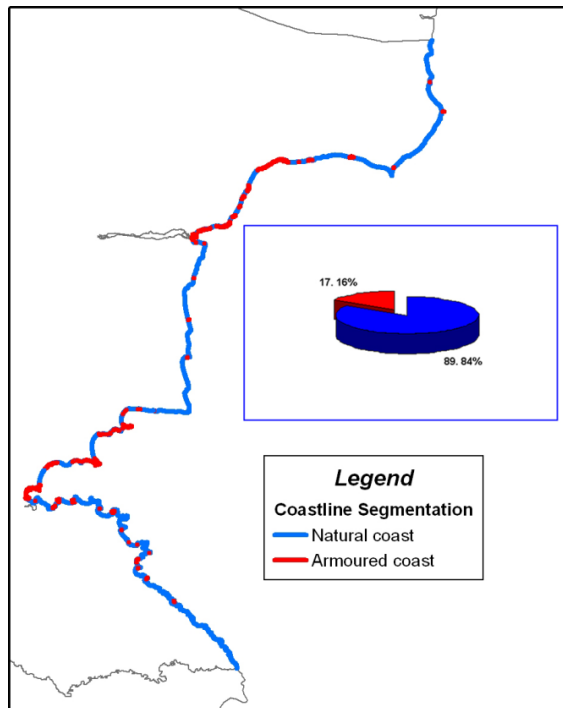 17. 16%
89. 84%
Legend
Coastline Segmentation
Natural coast
Armoured coast